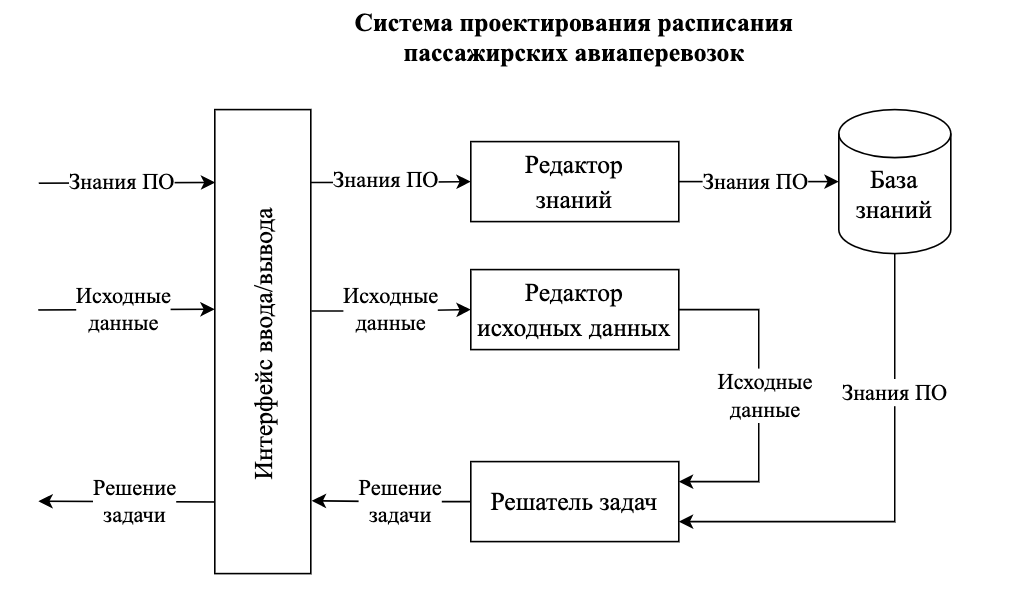 Система проектирования расписания
пассажирских авиаперевозок
Знания ПО
Знания ПО
Редактор
знаний
Знания ПО
База
знаний
Интерфейс ввода/вывода
Исходные
данные
Исходные
данные
Редактор
исходных данных
Исходные
данные
Знания ПО
Решение
задачи
Решение
задачи
Решатель задач